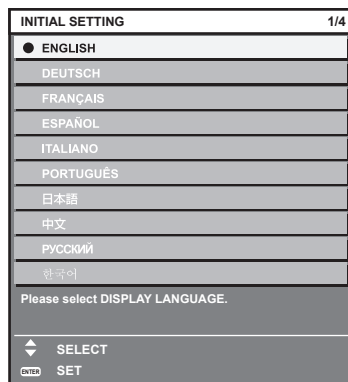 INITIAL SETTING 1/4
ENGLISH
DEUTSCH
FRANÇAIS
ESPAÑOL
ITALIANO
PORTUGUÊS
日本語
中文
РУССКИЙ
한국어
Please select DISPLAY LANGUAGE.
SELECT
ENTER SET